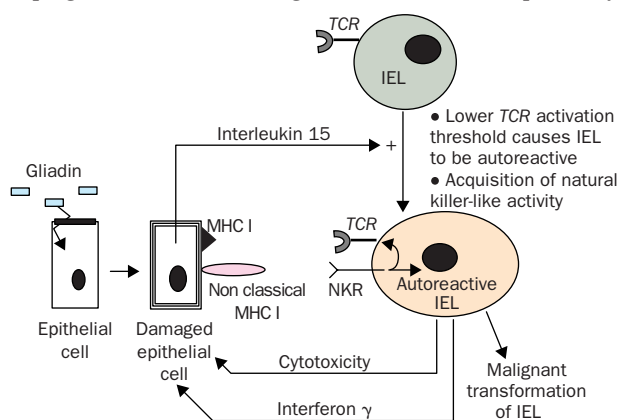 TCR
IEL
• Lower TCR activation
threshold causes IEL
to be autoreactive
• Acquisition of natural
killer-like activity
Interleukin 15
+
Gliadin
MHC I
TCR
Non classical
MHC I
NKR
Autoreactive
IEL
Epithelial
cell
Damaged
epithelial
cell
Cytotoxicity
Malignant
transformation
of IEL
Interferon γ